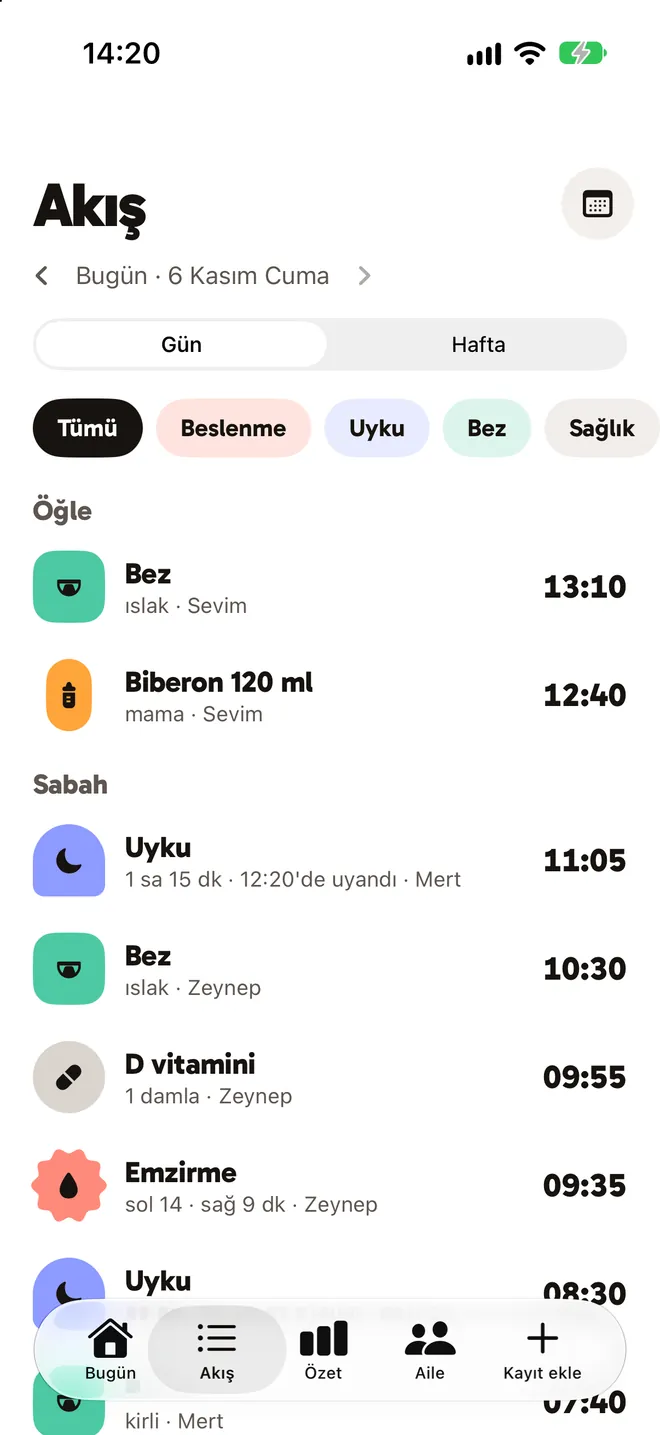 14:20
Akış
Bugün · 6 Kasım Cuma
Gün
Hafta
Tümü
Beslenme
Uyku
Bez
Sağlık
Öğle
Bez
13:10
ıslak · Sevim
Biberon 120 ml
12:40
mama · Sevim
Sabah
Uyku
11:05
1 sa 15 dk · 12:20'de uyandı · Mert
Bez
10:30
ıslak · Zeynep
D vitamini
09:55
1 damla · Zeynep
Emzirme
09:35
sol 14 · sağ 9 dk · Zeynep
Uyku
08:30
Bugün
Akış
Özet
Aile
Kayıt ekle
07:40
kirli · Mert